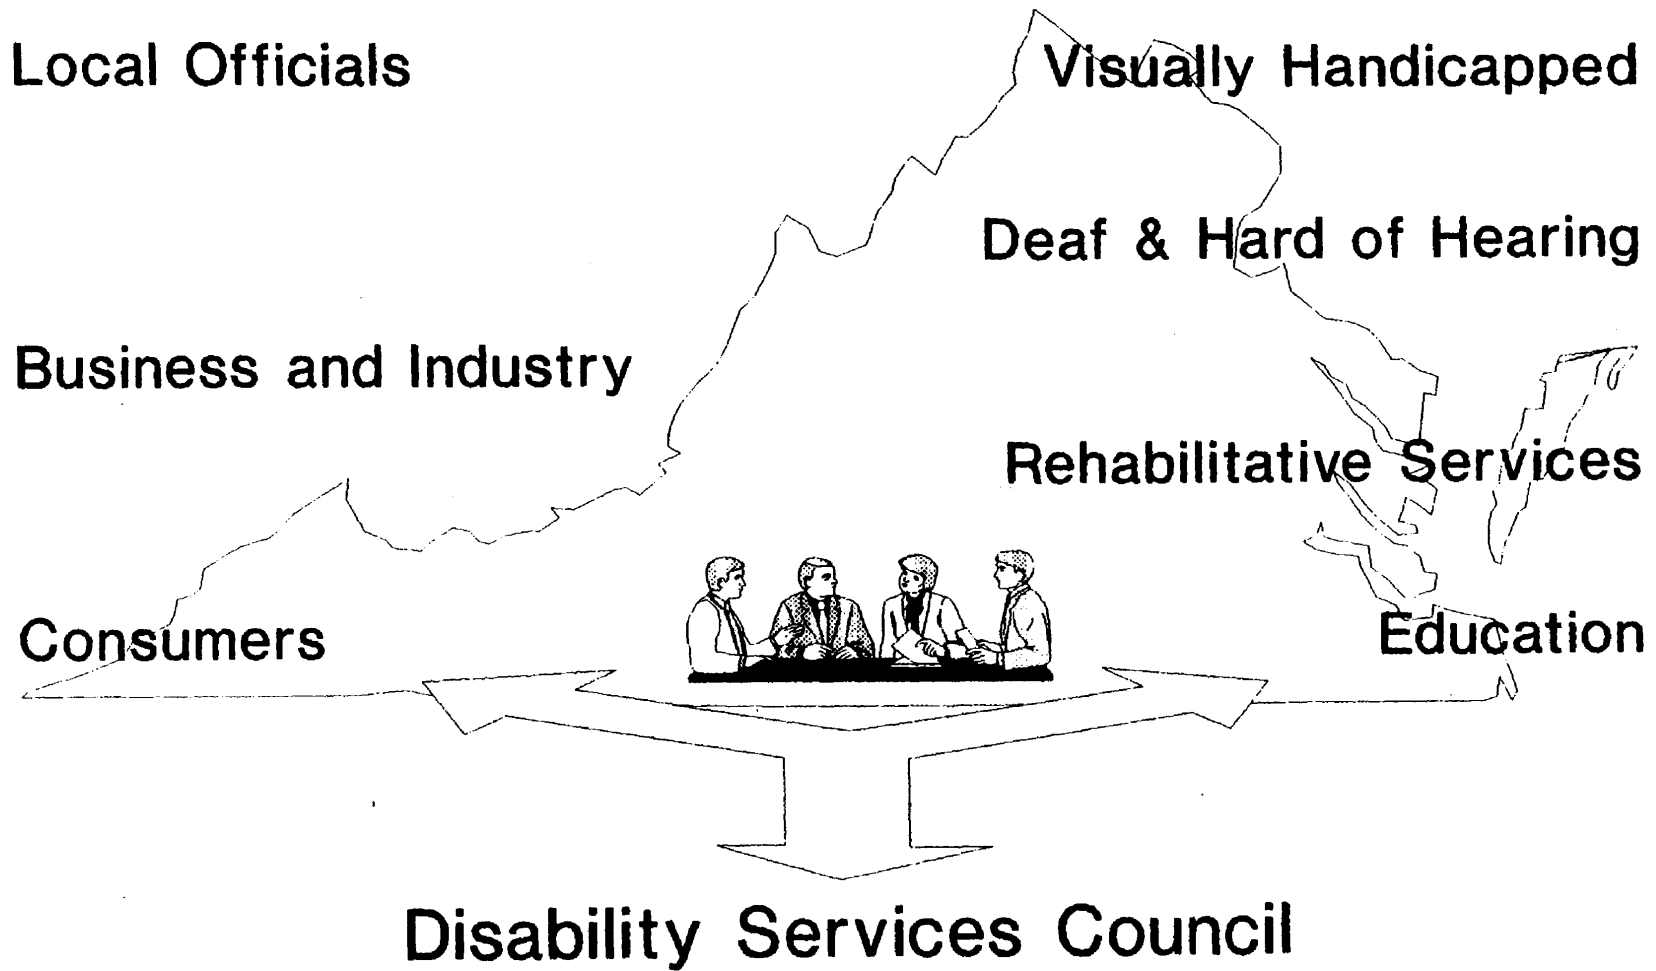 Local Officials
Visually Handicapped
Deaf & Hard of Hearing
Business and Industry
Rehabilitative Services
Consumers
Education
Disability Services Council